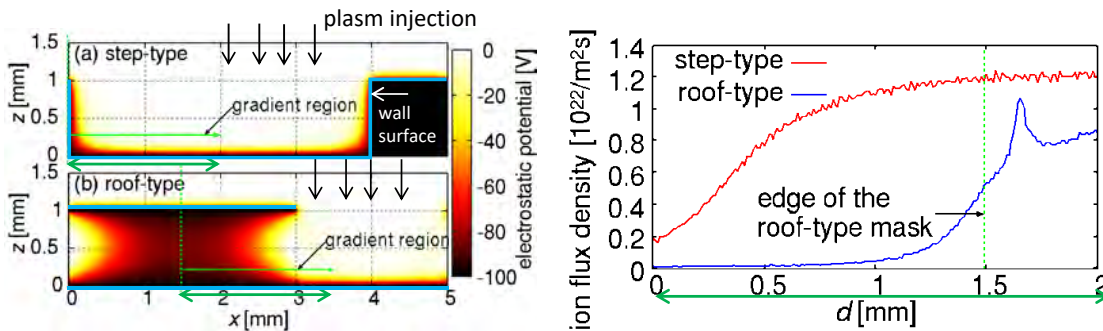 plasm injection
(a) step-type
1.5
1
0.5
0
z [mm]
gradient region
wall
surface
(b) roof-type
1.5
1
0.5
0
z [mm]
gradient region
0 1 2 3 4 5
x [mm]
0
-20
-40
-60
-80
-100
electrostatic potential [V]
1.4
1.2
1.0
0.8
0.6
0.4
0.2
0
ion flux density [10²²/m²s]
step-type
roof-type
edge of the
roof-type mask
0 0.5 1 1.5 2
d [mm]